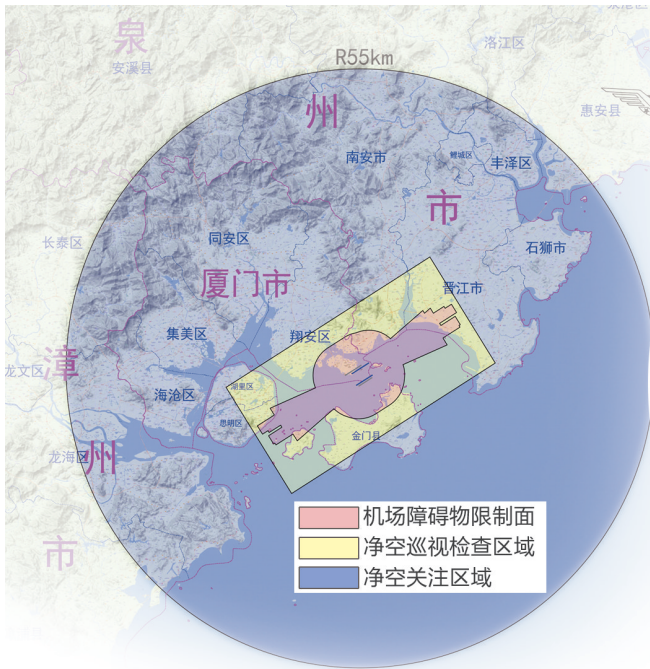 泉
安溪县
洛江区
R55km
惠安县
州
南安市
鲤城区
丰泽区
市
石狮市
长泰区
同安区
厦门市
晋江市
集美区
翔安区
漳
龙文区
湖里区
海沧区
思明区
金门县
龙海区
州
市
机场障碍物限制面
净空巡视检查区域
净空关注区域